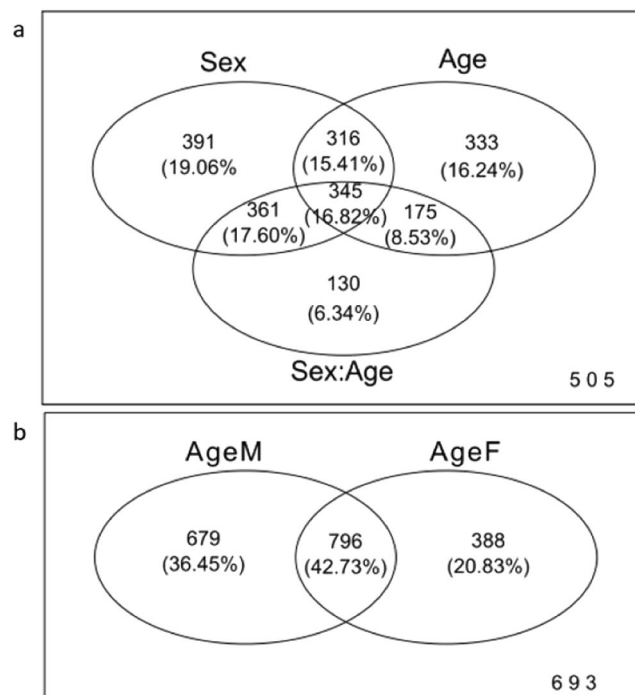 a
Sex
Age
391
(19.06%
316
(15.41%)
333
(16.24%)
345
(16.82%)
361
(17.60%)
175
(8.53%)
130
(6.34%)
Sex:Age
5 0 5
b
AgeM
AgeF
679
(36.45%)
796
(42.73%)
388
(20.83%)
6 9 3